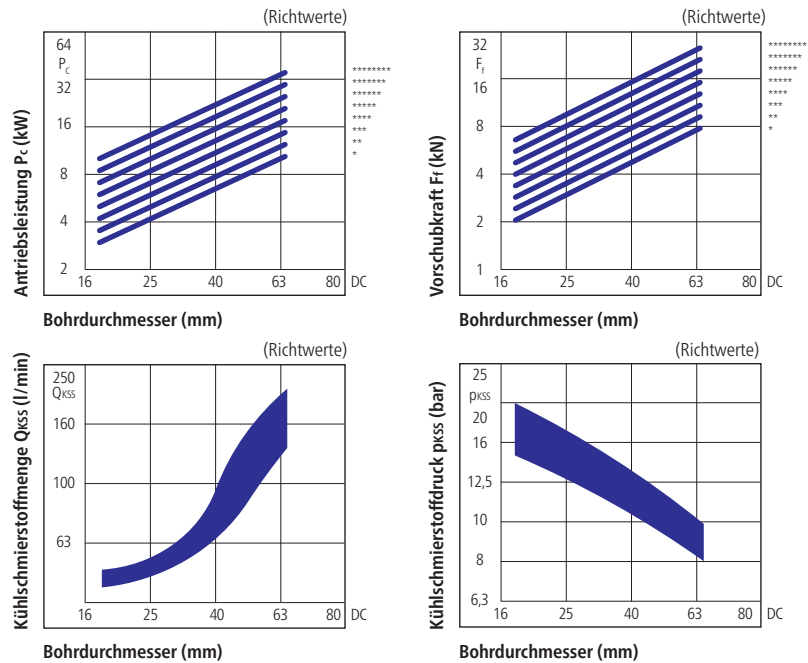 (Richtwerte)
Antriebsleistung Pc (kW)
64
PC
32
16
8
4
2
********
*******
******
*****
****
***
**
*
16 25 40 63 80 DC
Bohrdurchmesser (mm)
(Richtwerte)
Vorschubkraft Ff (kN)
32
Ff
16
8
4
2
1
********
*******
******
*****
****
***
**
*
16 25 40 63 80 DC
Bohrdurchmesser (mm)
(Richtwerte)
Kühlschmierstoffmenge QKSS (l/min)
250
QKSS
160
100
63
16 25 40 63 80 DC
Bohrdurchmesser (mm)
(Richtwerte)
Kühlschmierstoffdruck pKSS (bar)
25
pKSS
20
16
12,5
10
8
6,3
16 25 40 63 80 DC
Bohrdurchmesser (mm)